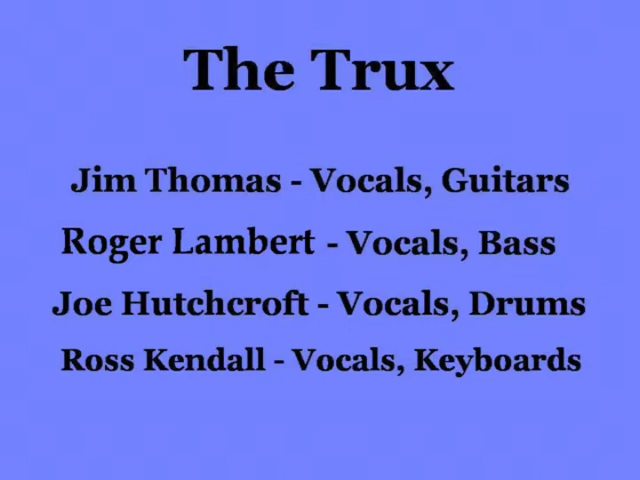 The Trux
Jim Thomas - Vocals, Guitars
Roger Lambert - Vocals, Bass
Joe Hutchcroft - Vocals, Drums
Ross Kendall - Vocals, Keyboards